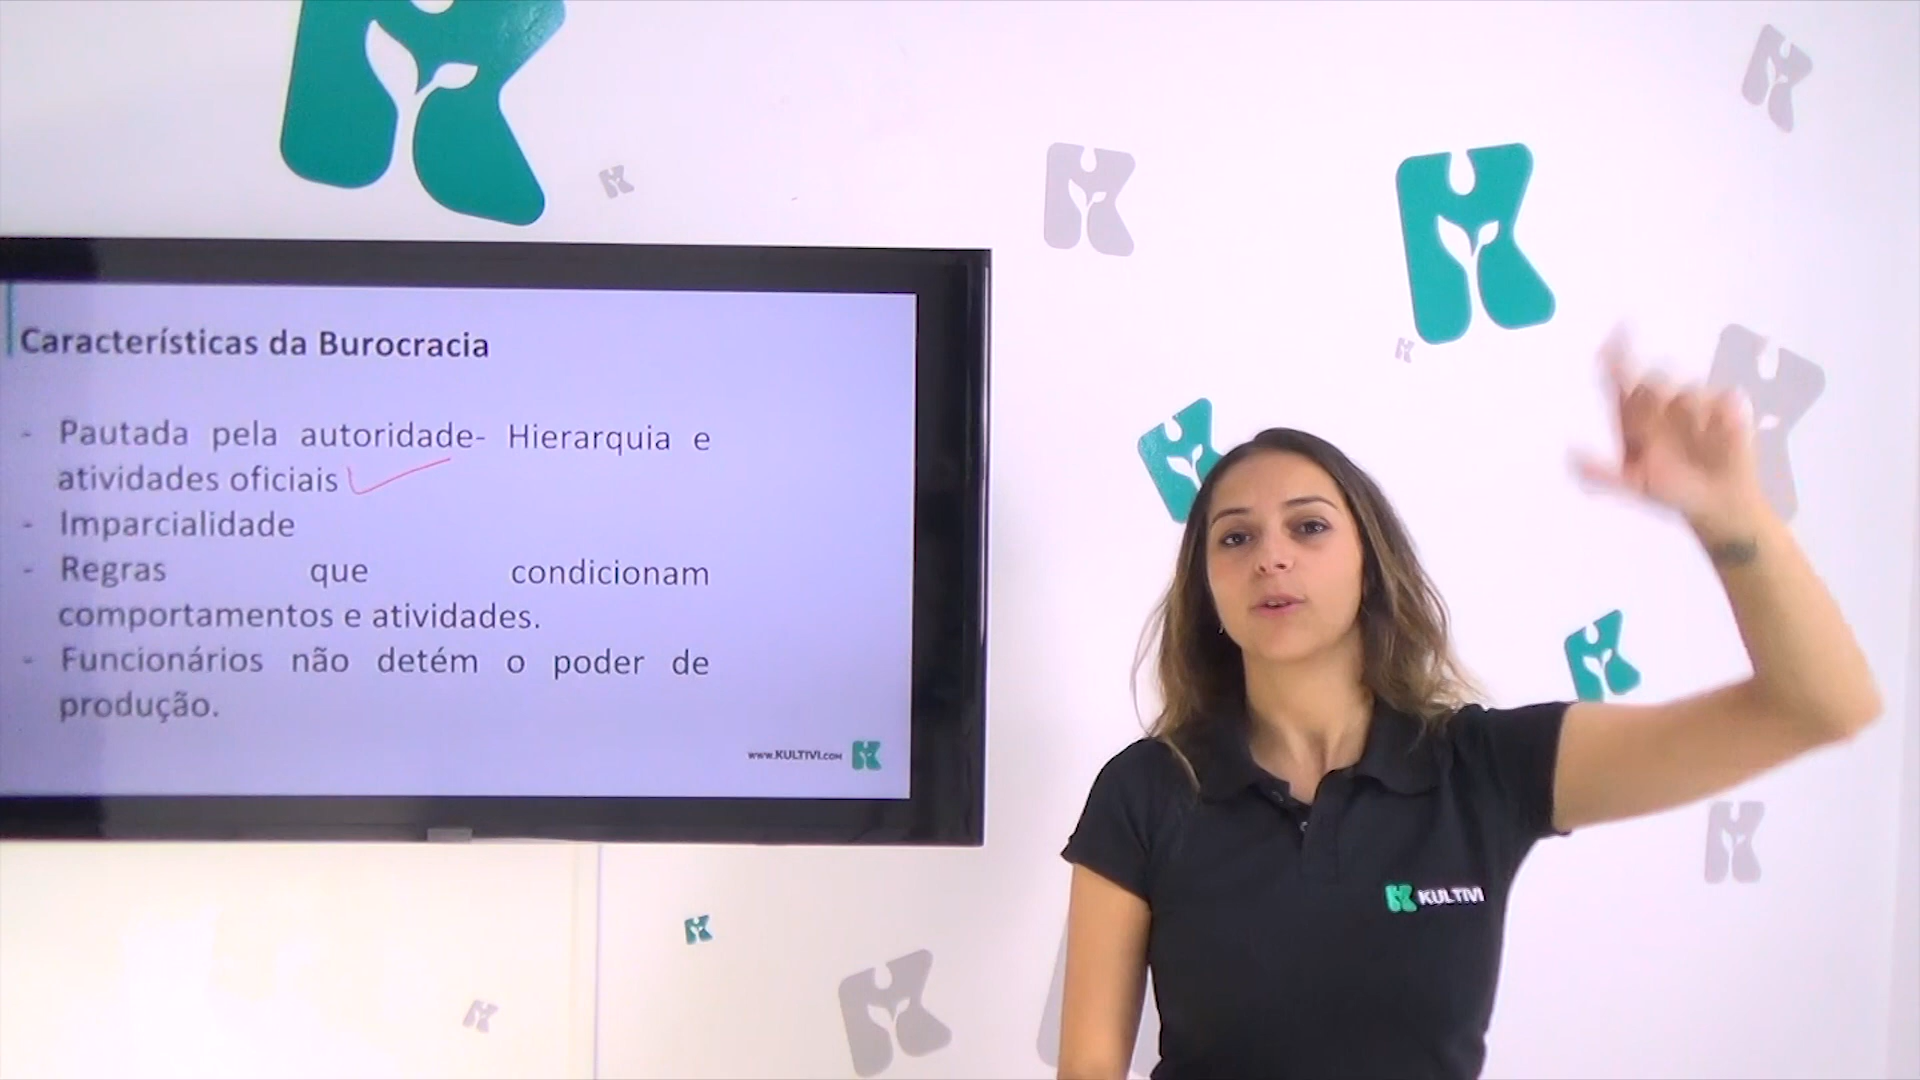 Características da Burocracia
- Pautada pela autoridade- Hierarquia e
atividades oficiais
- Imparcialidade
- Regras que condicionam
comportamentos e atividades.
- Funcionários não detém o poder de
produção.
www.KULTIVI.com
KULTIVI